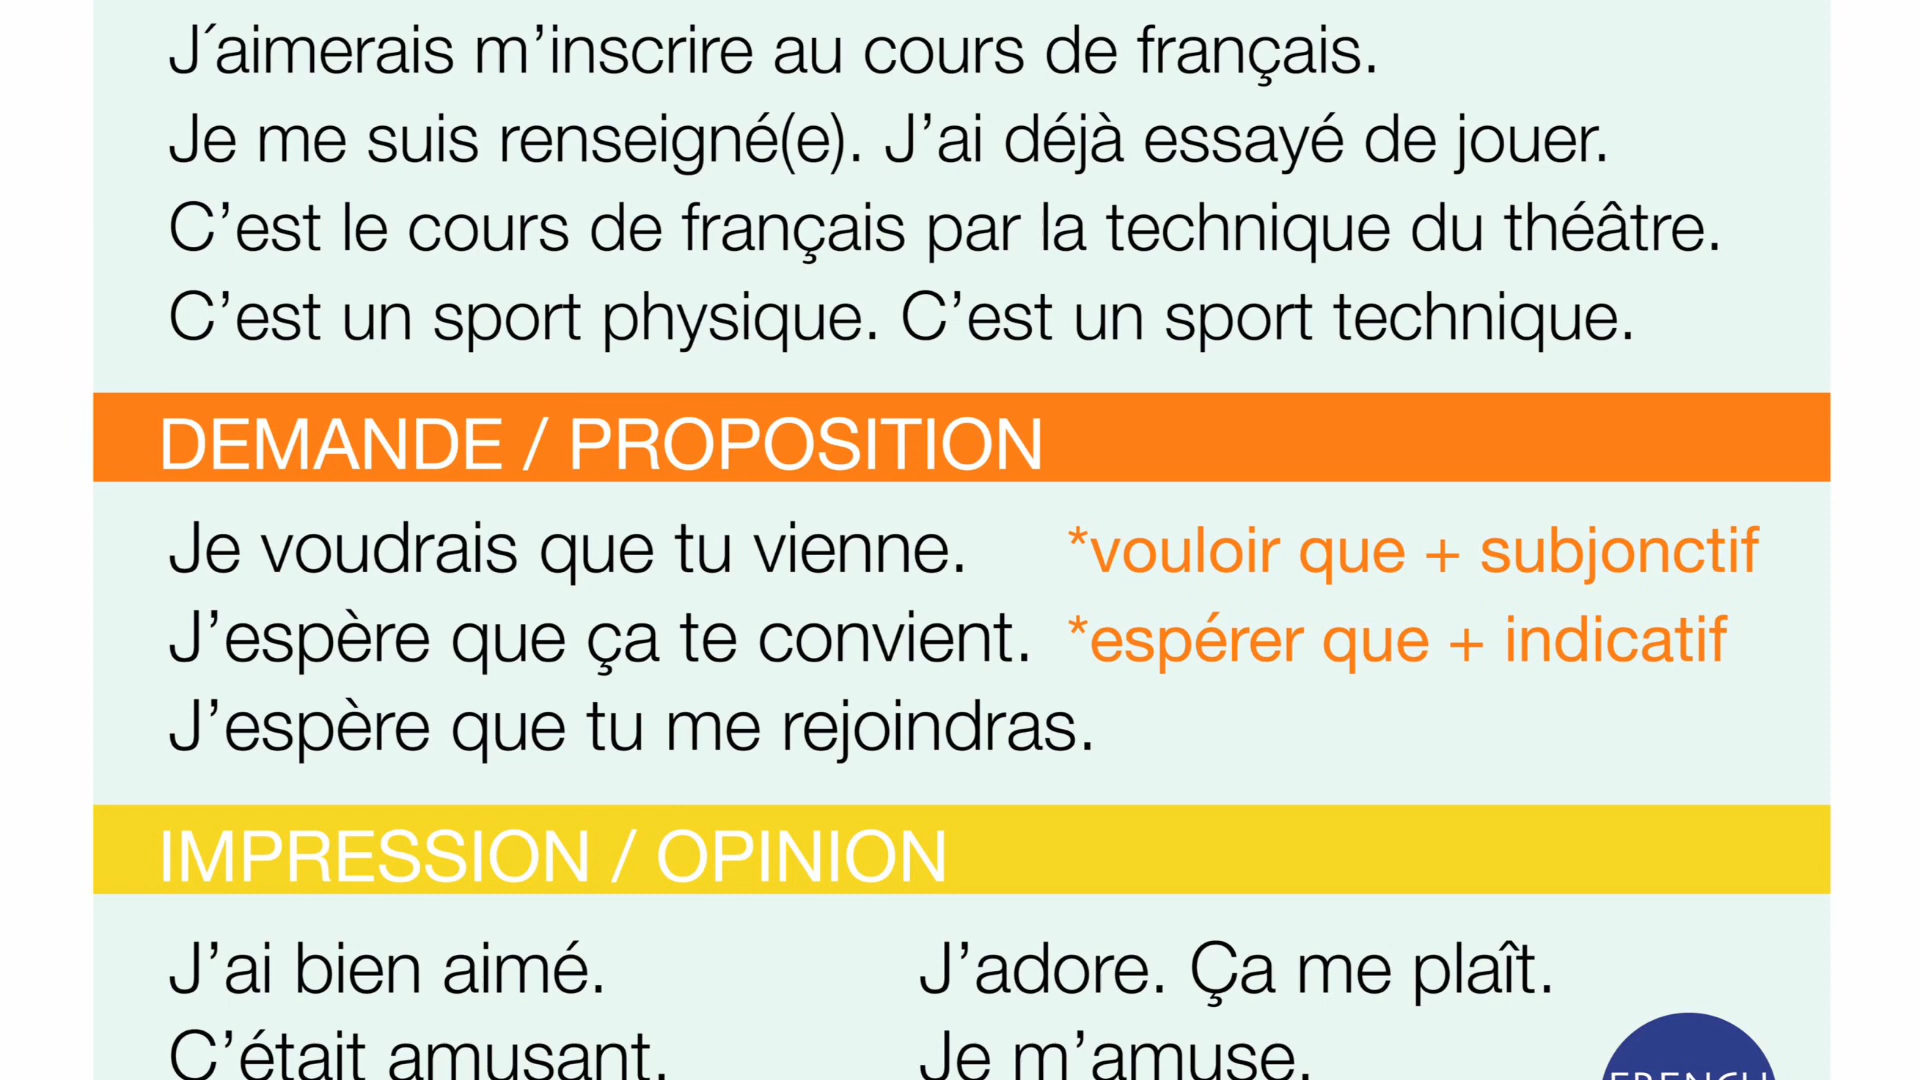 J´aimerais m’inscrire au cours de français.
Je me suis renseigné(e). J’ai déjà essayé de jouer.
C’est le cours de français par la technique du théâtre.
C’est un sport physique. C’est un sport technique.
DEMANDE / PROPOSITION
Je voudrais que tu vienne. *vouloir que + subjonctif
J’espère que ça te convient. *espérer que + indicatif
J’espère que tu me rejoindras.
IMPRESSION / OPINION
J’ai bien aimé. J’adore. Ça me plaît.
C’était amusant. Je m’amuse.
FRENCH